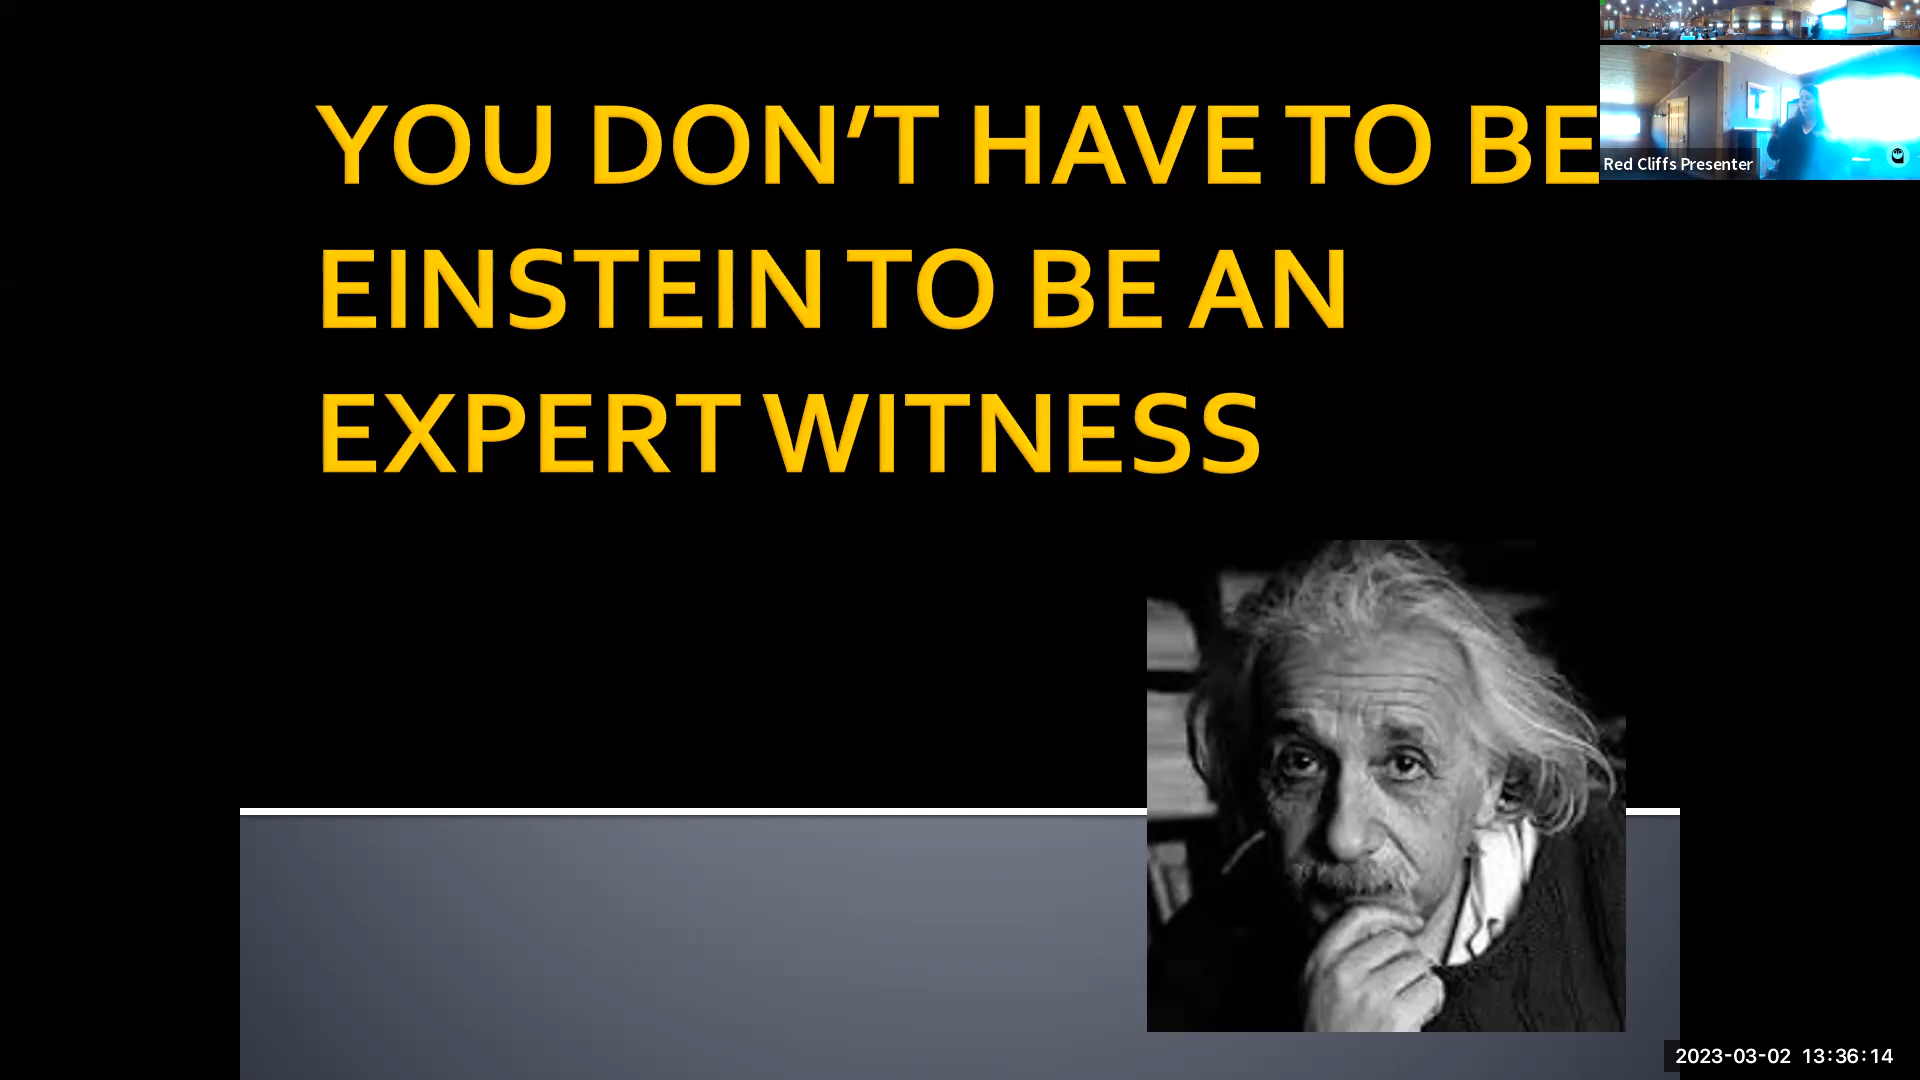 YOU DON’T HAVE TO BE
EINSTEIN TO BE AN
EXPERT WITNESS
Red Cliffs Presenter
2023-03-02 13:36:14